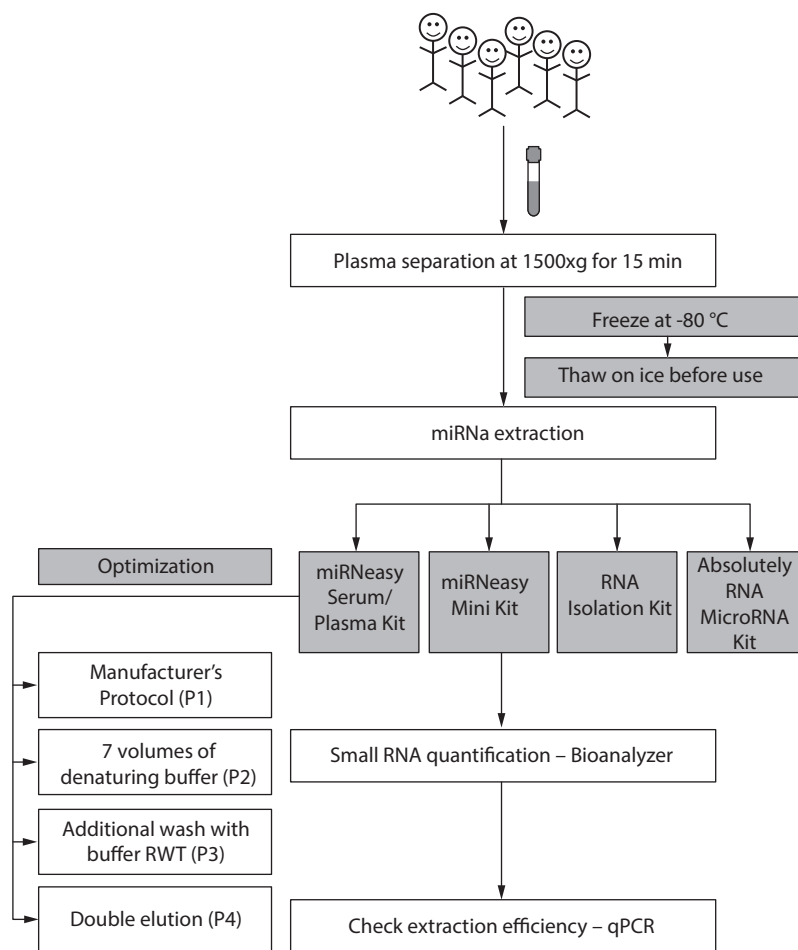 Plasma separation at 1500xg for 15 min
Freeze at -80 °C
Thaw on ice before use
miRNa extraction
Optimization
miRNeasy
Serum/
Plasma Kit
miRNeasy
Mini Kit
RNA
Isolation Kit
Absolutely
RNA
MicroRNA
Kit
Manufacturer’s
Protocol (P1)
7 volumes of
denaturing buffer (P2)
Additional wash with
buffer RWT (P3)
Double elution (P4)
Small RNA quantification – Bioanalyzer
Check extraction efficiency – qPCR